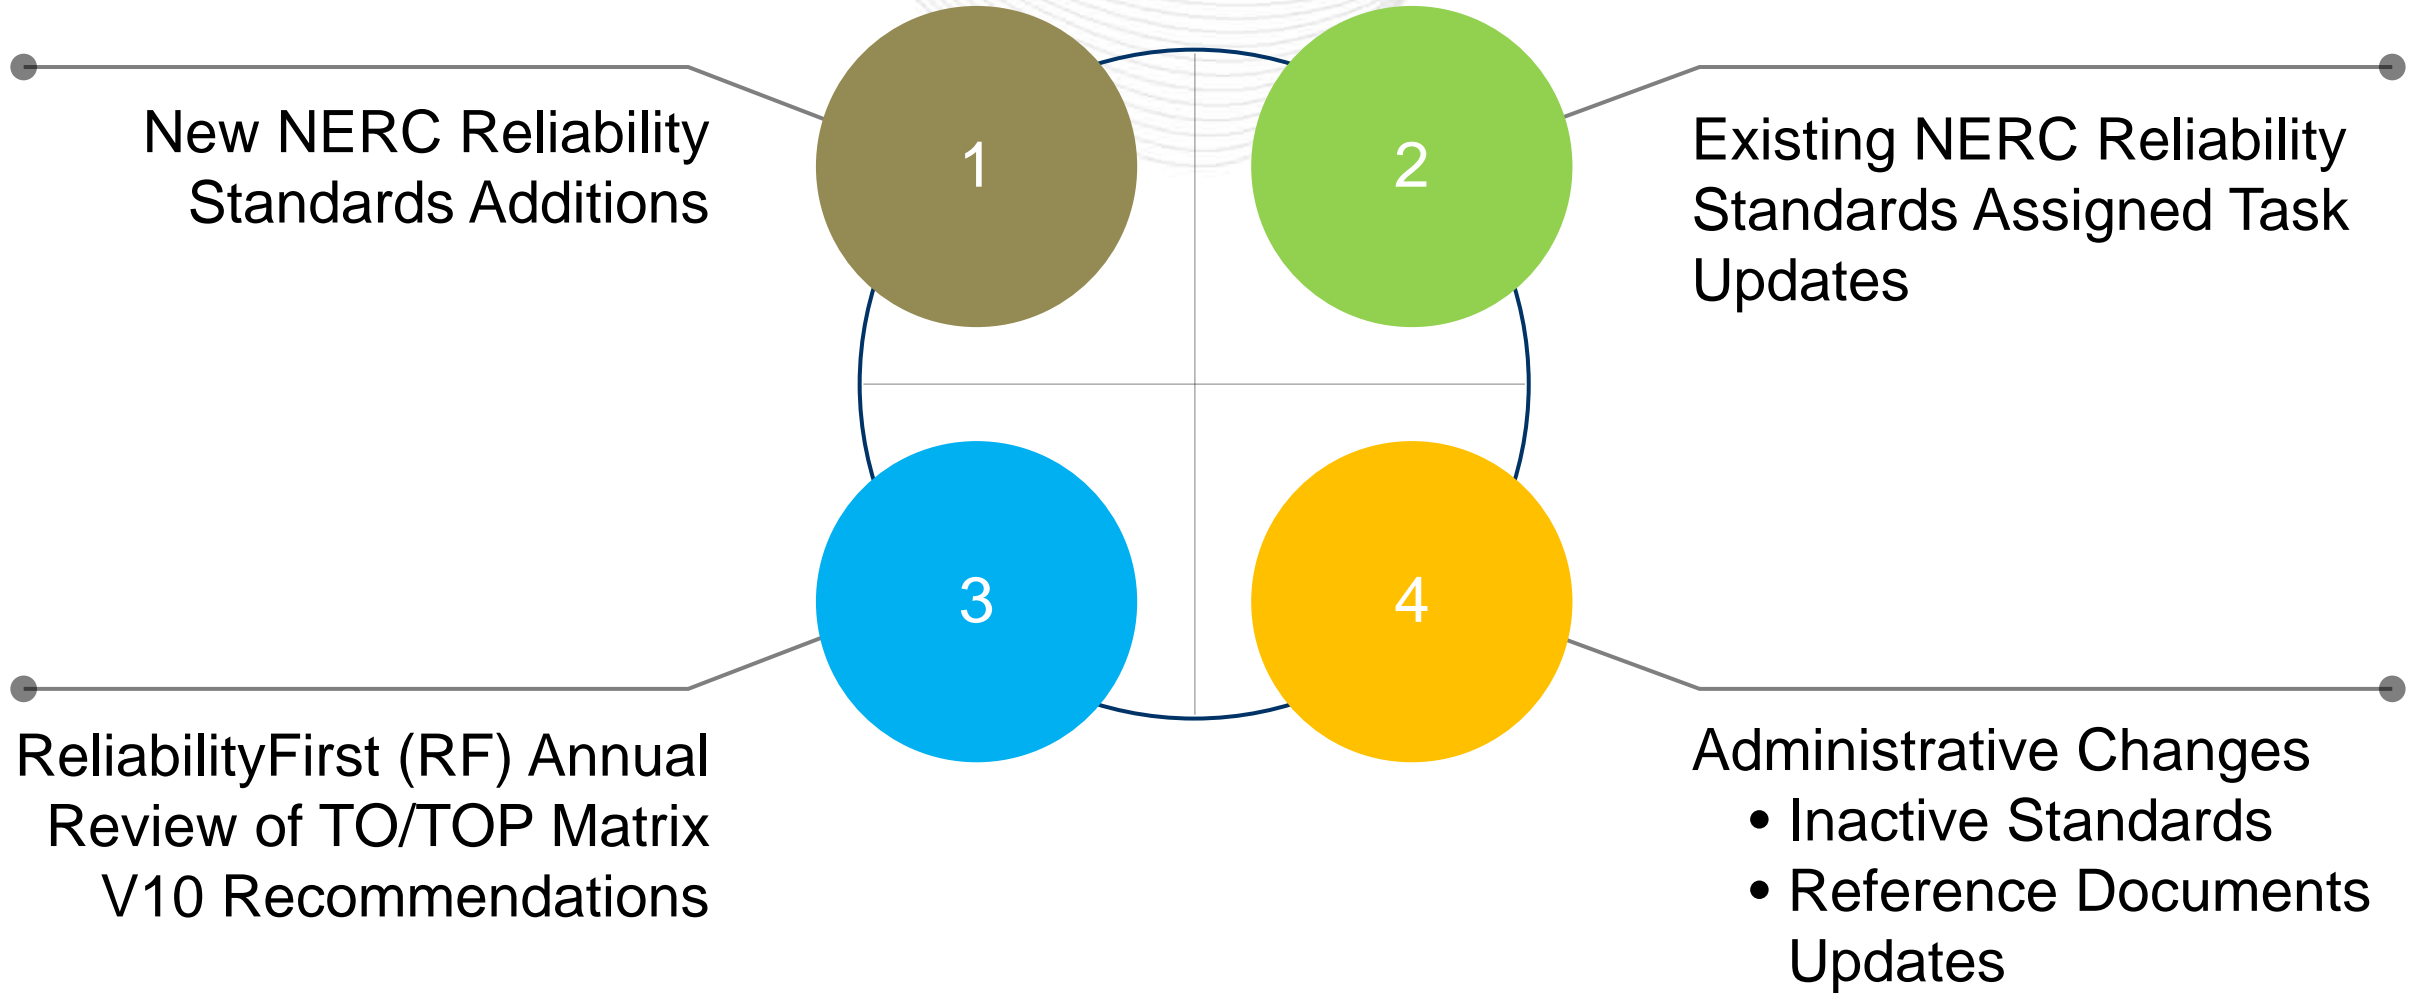 1
New NERC Reliability
Standards Additions
2
Existing NERC Reliability
Standards Assigned Task
Updates
3
ReliabilityFirst (RF) Annual
Review of TO/TOP Matrix
V10 Recommendations
4
Administrative Changes
• Inactive Standards
• Reference Documents
Updates